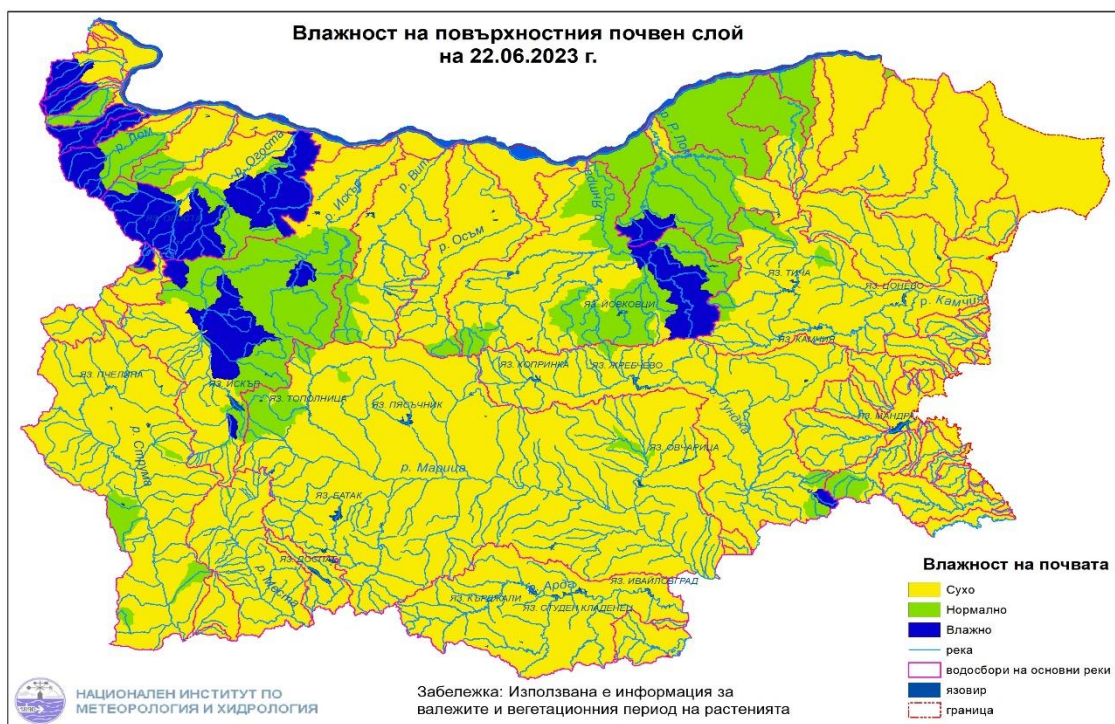 Влажност на повърхностния почвен слой
на 22.06.2023 г.
р. Лом
р. Огоста
р. Искър
р. Вит
р. Осъм
р. Янтра
р. Р.Лом
ЯЗ. ТИЧА
ЯЗ. ЦОНЕВО
р. Камчия
ЯЗ. ЙОВКОВЦИ
ЯЗ. КАМЧИЯ
ЯЗ. КОПРИНКА
ЯЗ. ЖРЕБЧЕВО
ЯЗ. ПЧЕЛИНА
ЯЗ. ИСКЪР
ЯЗ. ТОПОЛНИЦА
ЯЗ. ПЯСЪЧНИК
Тунджа
ЯЗ. МАНДРА
р. Струма
р. Марица
ЯЗ. ОВЧАРИЦА
ЯЗ. БАТАК
ЯЗ. ДОСПАТ
р. Места
р. Арда
ЯЗ. ИВАЙЛОВГРАД
ЯЗ. КЪРДЖАЛИ
ЯЗ. СТУДЕН КЛАДЕНЕЦ
Влажност на почвата
Сухо
Нормално
Влажно
река
водосбори на основни реки
язовир
граница
НАЦИОНАЛЕН ИНСТИТУТ ПО
МЕТЕОРОЛОГИЯ И ХИДРОЛОГИЯ
Забележка: Използвана е информация за
валежите и вегетационния период на растенията